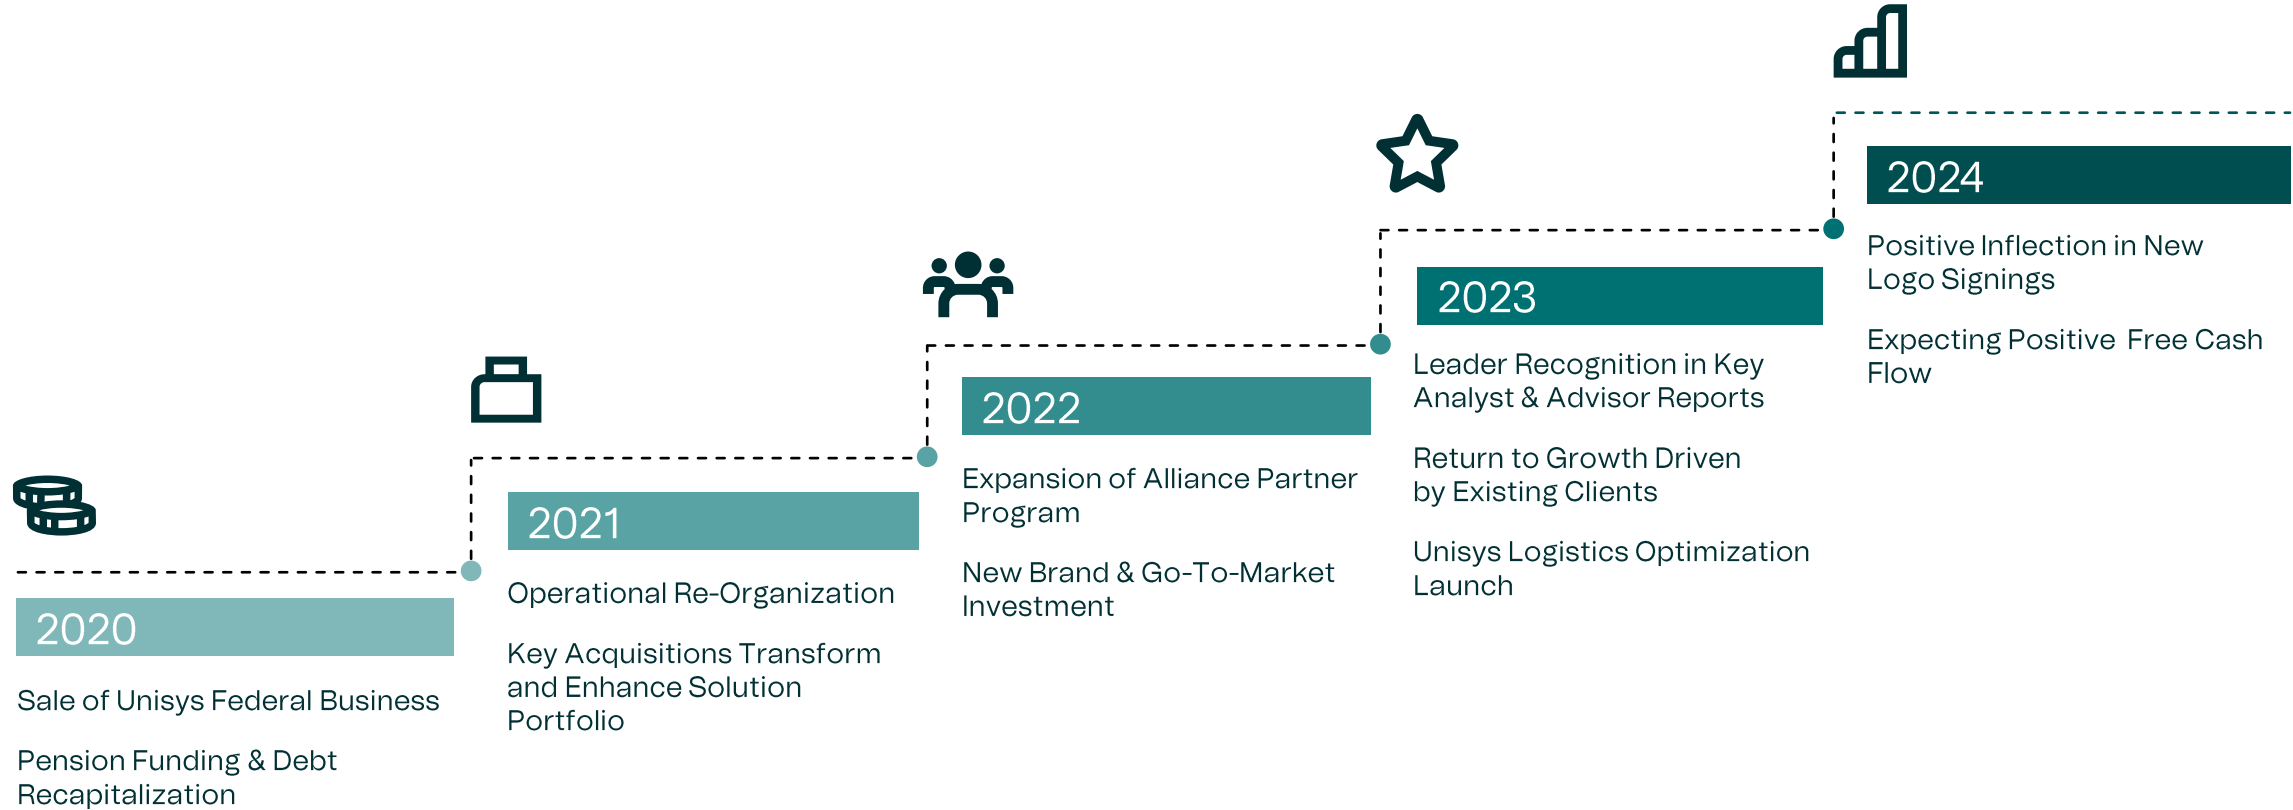 2020
Sale of Unisys Federal Business
Pension Funding & Debt
Recapitalization
2021
Operational Re-Organization
Key Acquisitions Transform
and Enhance Solution
Portfolio
2022
Expansion of Alliance Partner
Program
New Brand & Go-To-Market
Investment
2023
Leader Recognition in Key
Analyst & Advisor Reports
Return to Growth Driven
by Existing Clients
Unisys Logistics Optimization
Launch
2024
Positive Inflection in New
Logo Signings
Expecting Positive  Free Cash
Flow